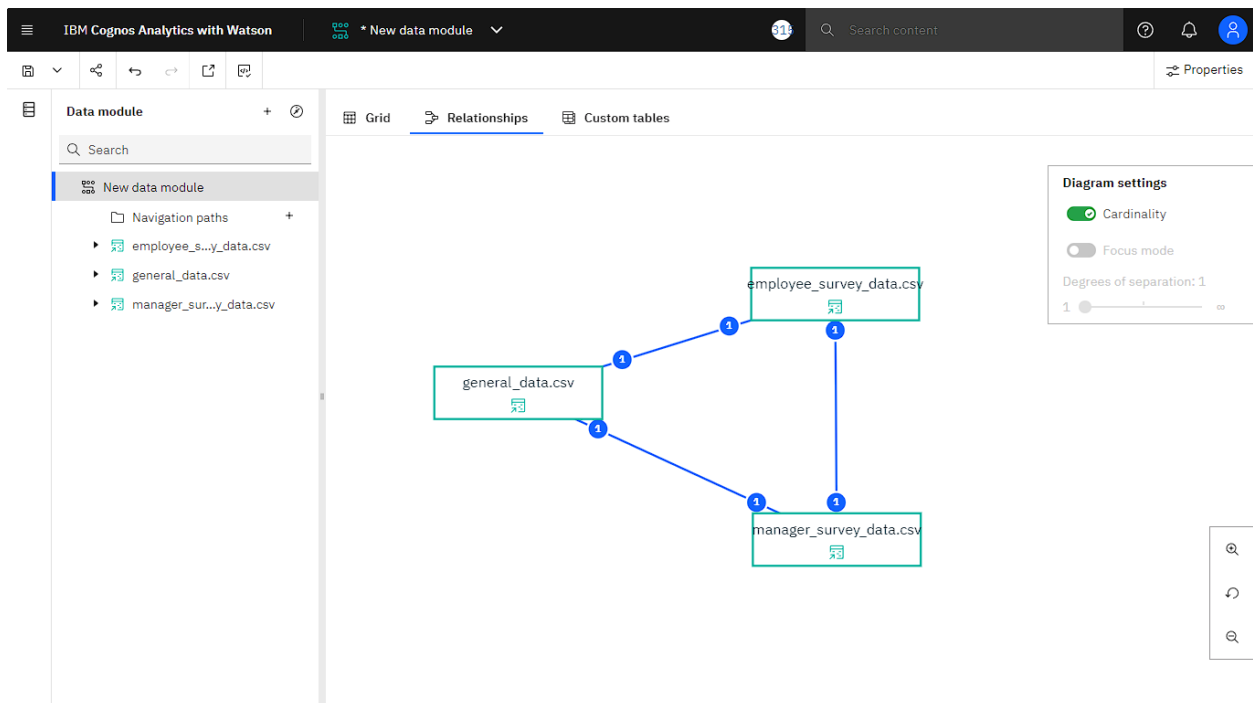 IBM Cognos Analytics with Watson
* New data module
Search content
Properties
Data module
Search
New data module
Navigation paths
employee_s...y_data.csv
general_data.csv
manager_sur...y_data.csv
Grid
Relationships
Custom tables
Diagram settings
Cardinality
Focus mode
Degrees of separation: 1
1 ∞
employee_survey_data.csv
1
1
1
general_data.csv
1
1
1
manager_survey_data.csv